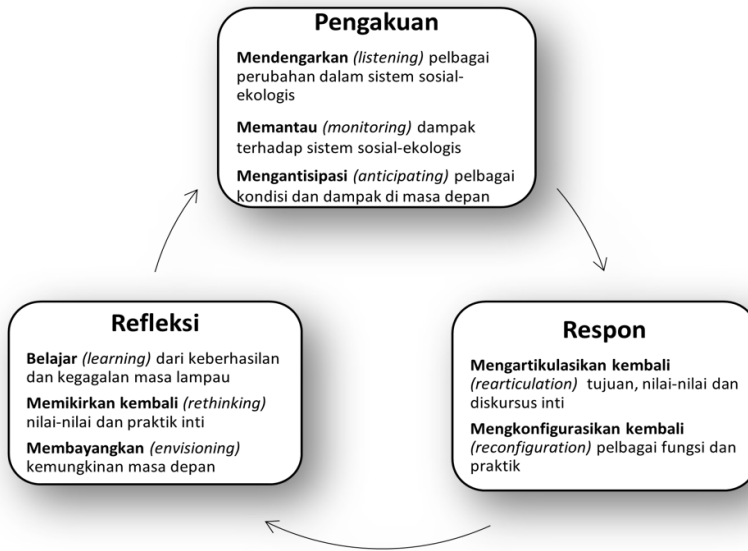 Pengakuan
Mendengarkan (listening) pelbagai
perubahan dalam sistem sosial-
ekologis
Memantau (monitoring) dampak
terhadap sistem sosial-ekologis
Mengantisipasi (anticipating) pelbagai
kondisi dan dampak di masa depan
Refleksi
Belajar (learning) dari keberhasilan
dan kegagalan masa lampau
Memikirkan kembali (rethinking)
nilai-nilai dan praktik inti
Membayangkan (envisioning)
kemungkinan masa depan
Respon
Mengartikulasikan kembali
(rearticulation) tujuan, nilai-nilai dan
diskursus inti
Mengkonfigurasikan kembali
(reconfiguration) pelbagai fungsi dan
praktik